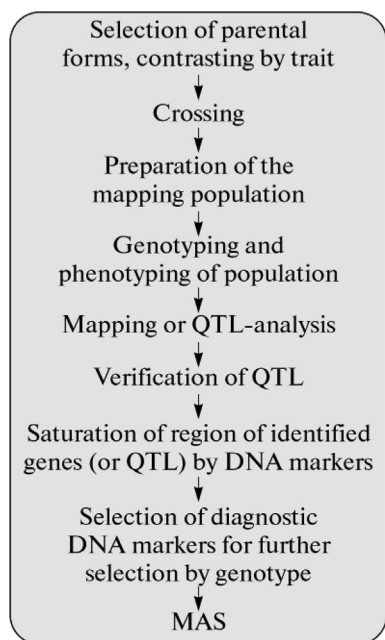 Selection of parental
forms, contrasting by trait
Crossing
Preparation of the
mapping population
Genotyping and
phenotyping of population
Mapping or QTL-analysis
Verification of QTL
Saturation of region of identified
genes (or QTL) by DNA markers
Selection of diagnostic
DNA markers for further
selection by genotype
MAS